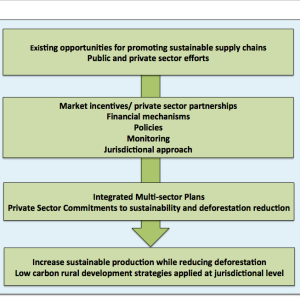 Existing opportunities for promoting sustainable supply chains
Public and private sector efforts
Market incentives/ private sector partnerships
Financial mechanisms
Policies
Monitoring
Jurisdictional approach
Integrated Multi-sector Plans
Private Sector Commitments to sustainability and deforestation reduction
Increase sustainable production while reducing deforestation
Low carbon rural development strategies applied at jurisdictional level